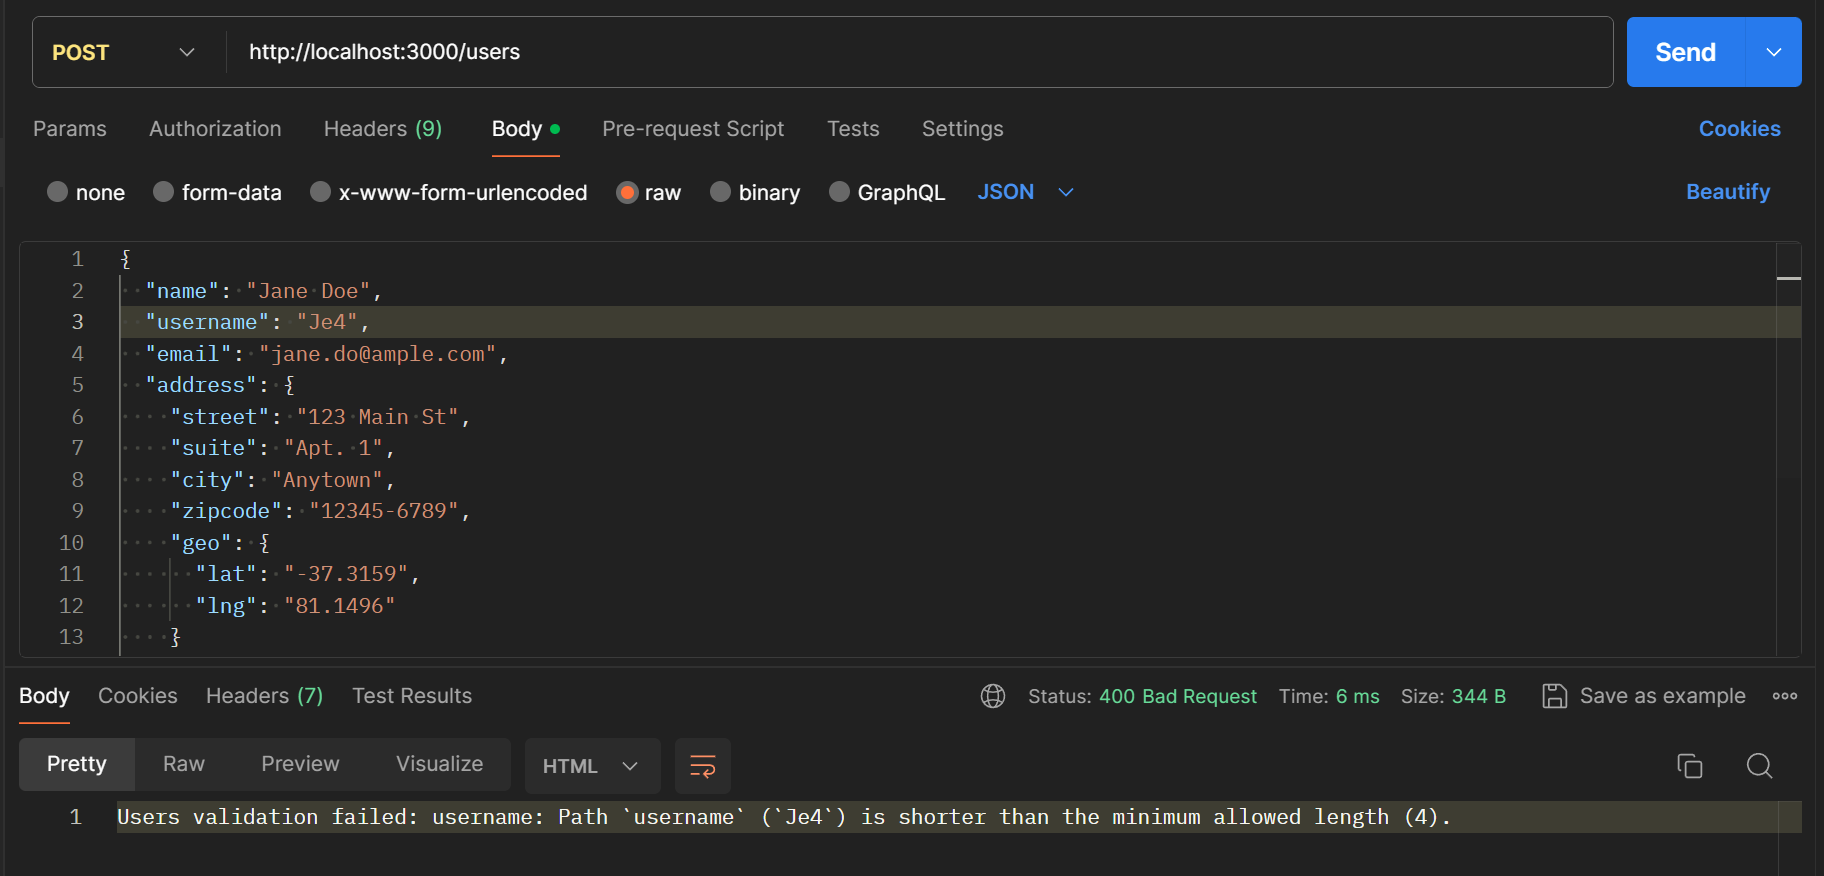 POST http://localhost:3000/users Send
Params Authorization Headers (9) Body Pre-request Script Tests Settings Cookies
none form-data x-www-form-urlencoded raw binary GraphQL JSON Beautify
1 {
2 "name": "Jane Doe",
3 "username": "Je4",
4 "email": "jane.do@ample.com",
5 "address": {
6 "street": "123 Main St",
7 "suite": "Apt. 1",
8 "city": "Anytown",
9 "zipcode": "12345-6789",
10 "geo": {
11 "lat": "-37.3159",
12 "lng": "81.1496"
13 }
Body Cookies Headers (7) Test Results Status: 400 Bad Request Time: 6 ms Size: 344 B Save as example
Pretty Raw Preview Visualize HTML
1 Users validation failed: username: Path `username` (`Je4`) is shorter than the minimum allowed length (4).